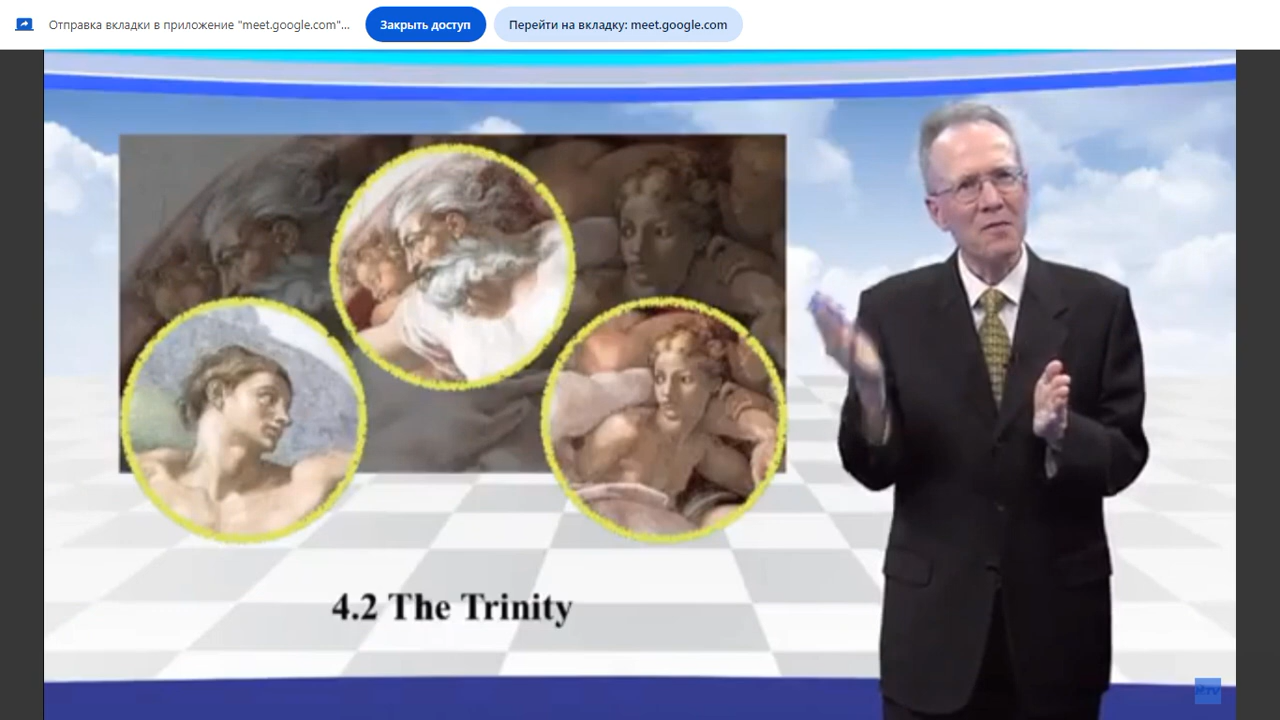 Отправка вкладки в приложение "meet.google.com"...
Закрыть доступ
Перейти на вкладку: meet.google.com
4.2 The Trinity